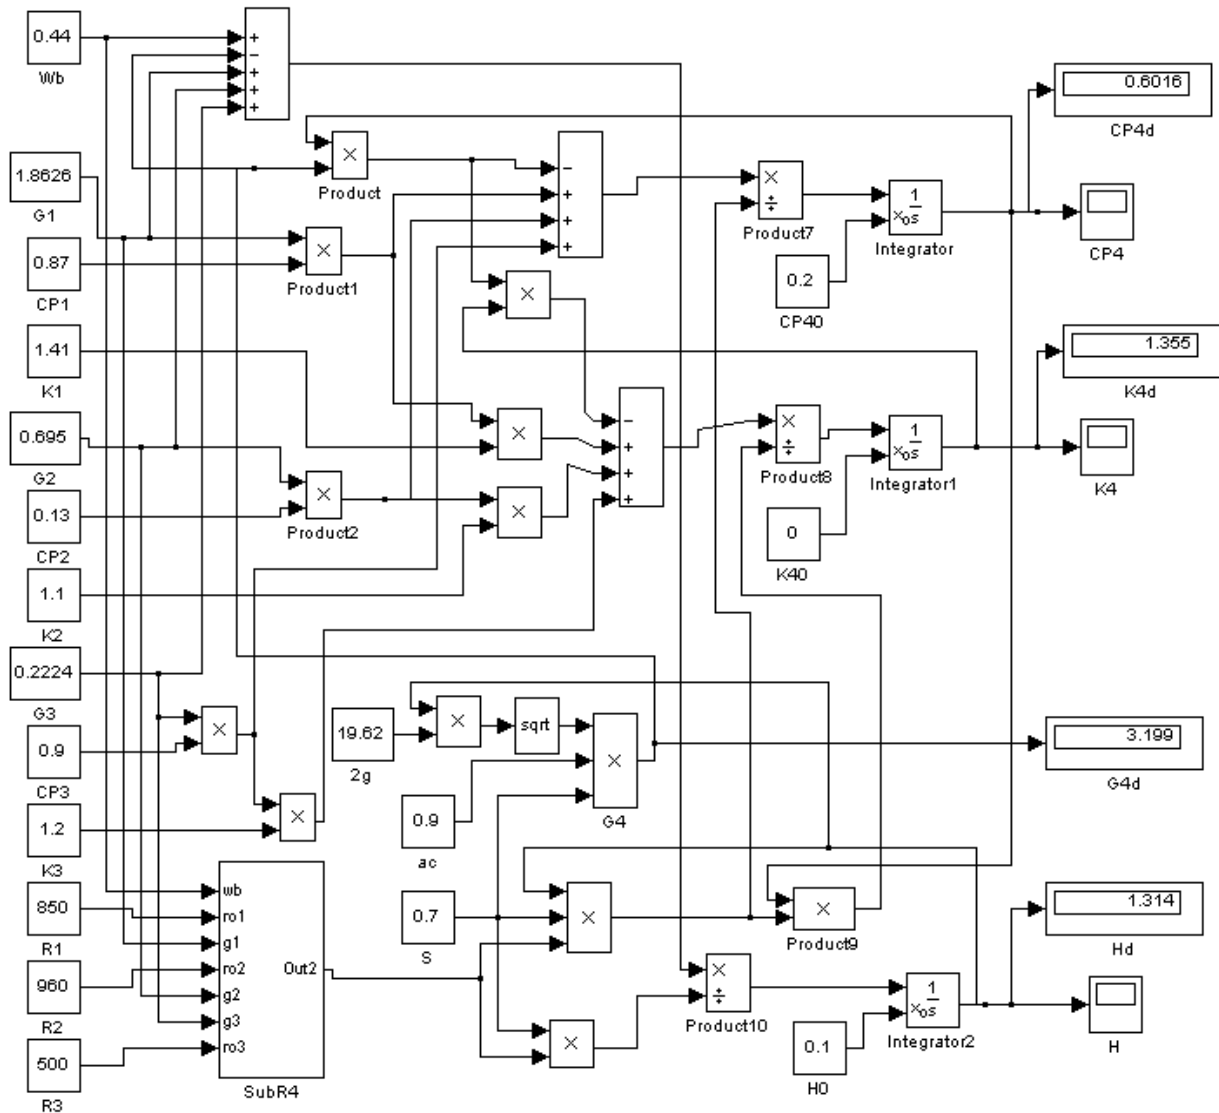 0.44
Wb
+
−
+
+
+
0.6016
CP4d
1.8626
G1
×
Product
−
+
+
+
×
÷
Product7
1
s
xo
Integrator
CP4
0.87
CP1
×
Product1
×
0.2
CP40
1.41
K1
1.355
K4d
0.695
G2
×
−
+
+
+
×
÷
Product8
1
s
xo
Integrator1
K4
0.13
CP2
×
Product2
×
0
K40
1.1
K2
0.2224
G3
×
19.62
2g
×
sqrt
×
G4
3.199
G4d
0.9
CP3
×
0.9
ac
1.2
K3
wb
ro1
g1
ro2
g2
g3
ro3
Out2
SubR4
850
R1
0.7
S
×
×
Product9
1.314
Hd
960
R2
×
÷
Product10
1
s
xo
Integrator2
H
500
R3
×
0.1
H0